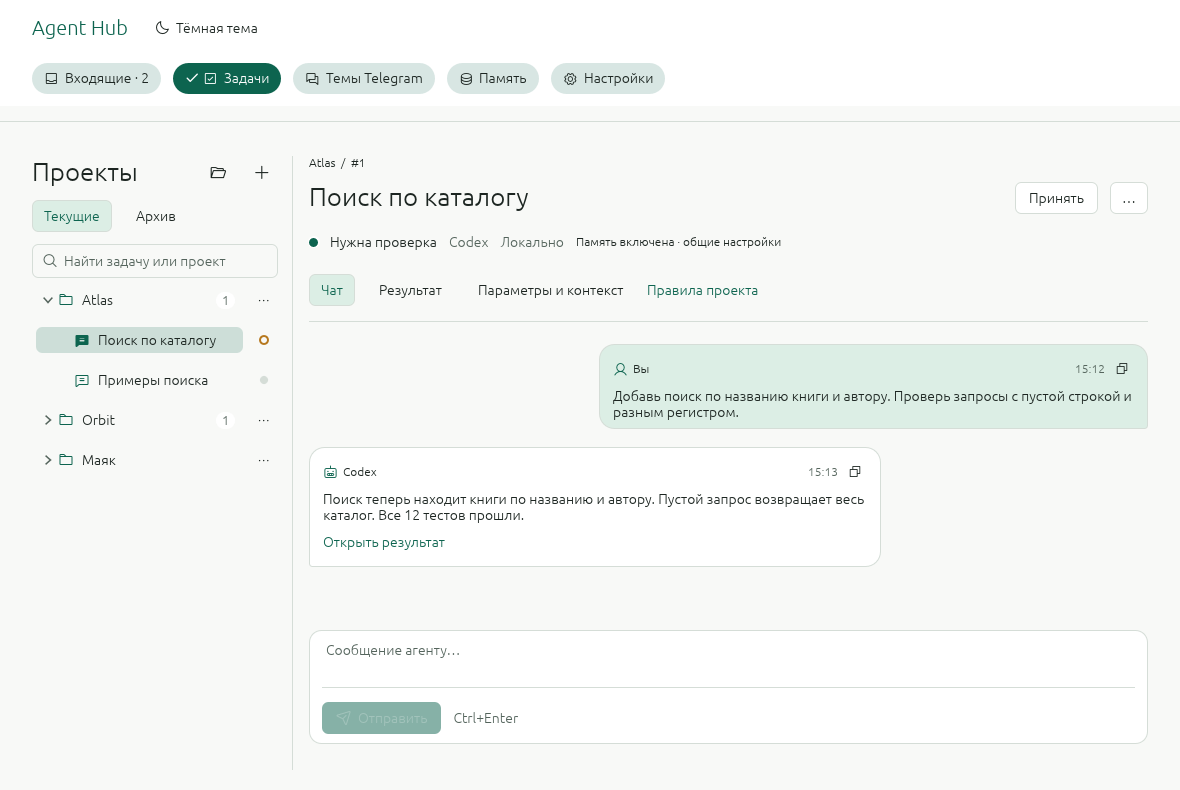 Agent Hub
Тёмная тема
Входящие · 2
Задачи
Темы Telegram
Память
Настройки
Проекты
Текущие
Архив
Найти задачу или проект
Atlas
1
...
Поиск по каталогу
Примеры поиска
Orbit
1
...
Маяк
...
Atlas / #1
Поиск по каталогу
Принять
...
Нужна проверка
Codex
Локально
Память включена · общие настройки
Чат
Результат
Параметры и контекст
Правила проекта
Вы
15:12
Добавь поиск по названию книги и автору. Проверь запросы с пустой строкой и
разным регистром.
Codex
15:13
Поиск теперь находит книги по названию и автору. Пустой запрос возвращает весь
каталог. Все 12 тестов прошли.
Открыть результат
Сообщение агенту...
Отправить
Ctrl+Enter